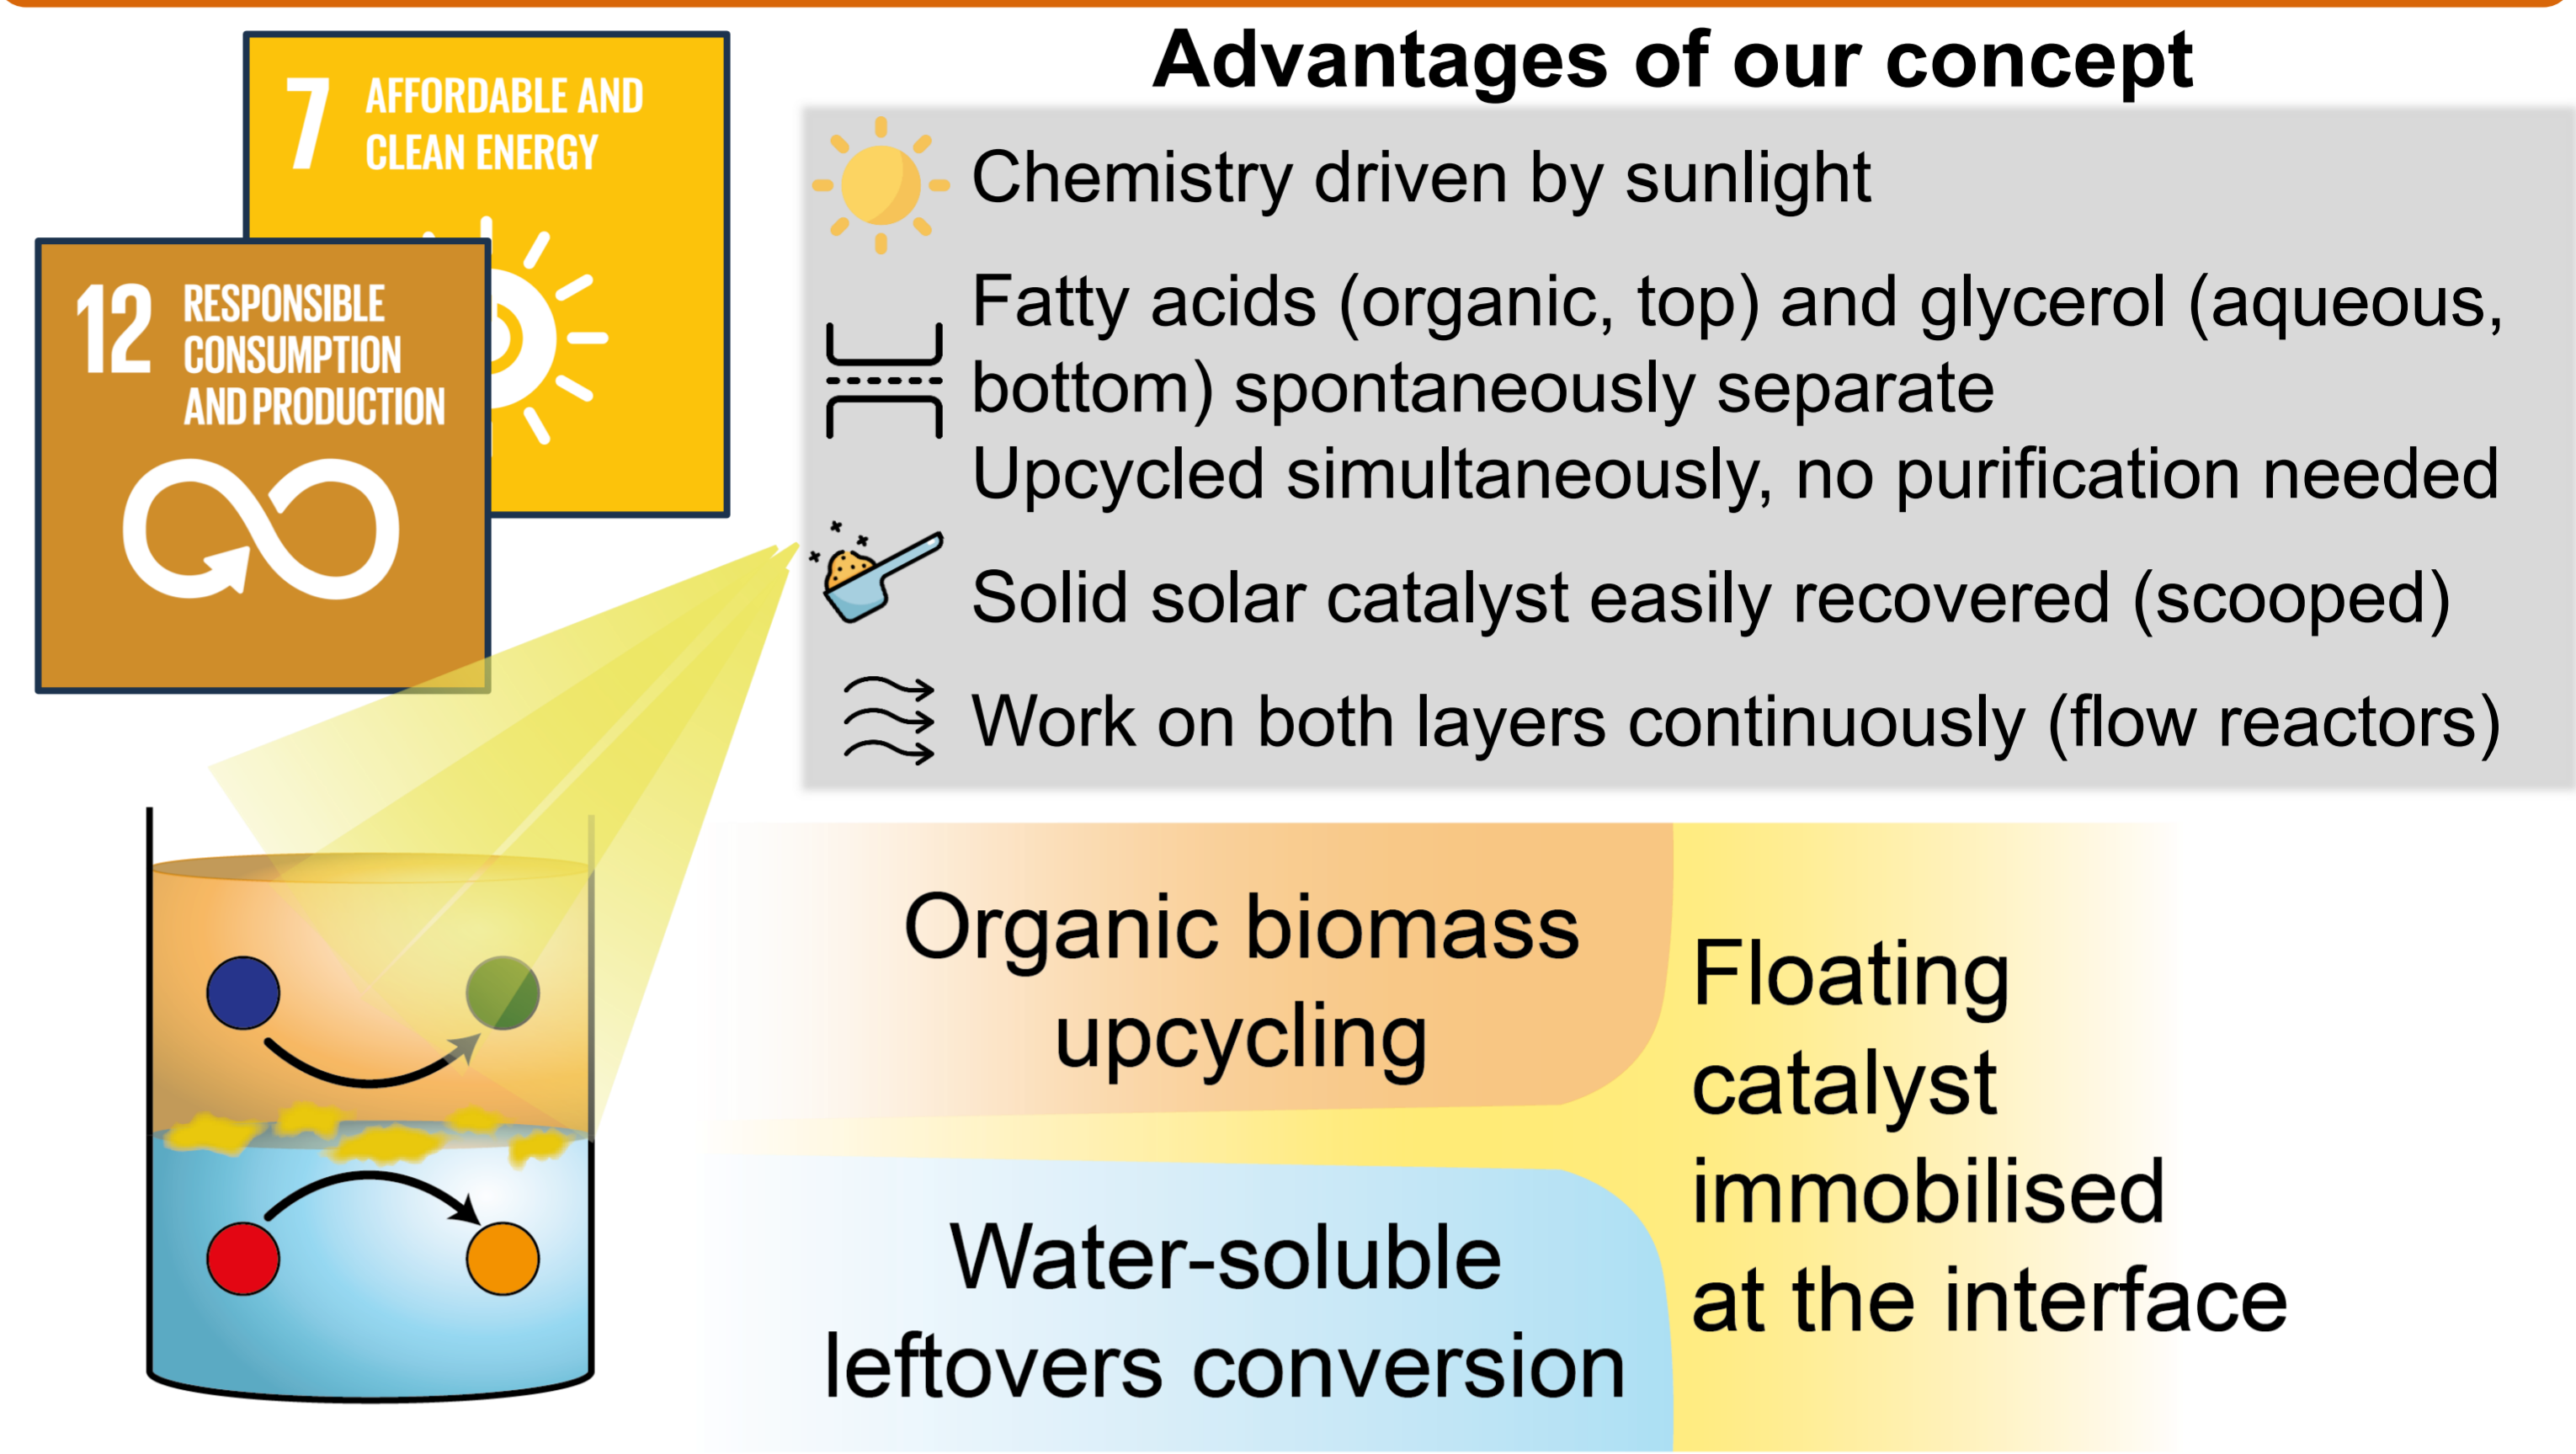 7 AFFORDABLE AND
CLEAN ENERGY
12 RESPONSIBLE
CONSUMPTION
AND PRODUCTION
Advantages of our concept
Chemistry driven by sunlight
Fatty acids (organic, top) and glycerol (aqueous,
bottom) spontaneously separate
Upcycled simultaneously, no purification needed
Solid solar catalyst easily recovered (scooped)
Work on both layers continuously (flow reactors)
Organic biomass
upcycling
Water-soluble
leftovers conversion
Floating
catalyst
immobilised
at the interface